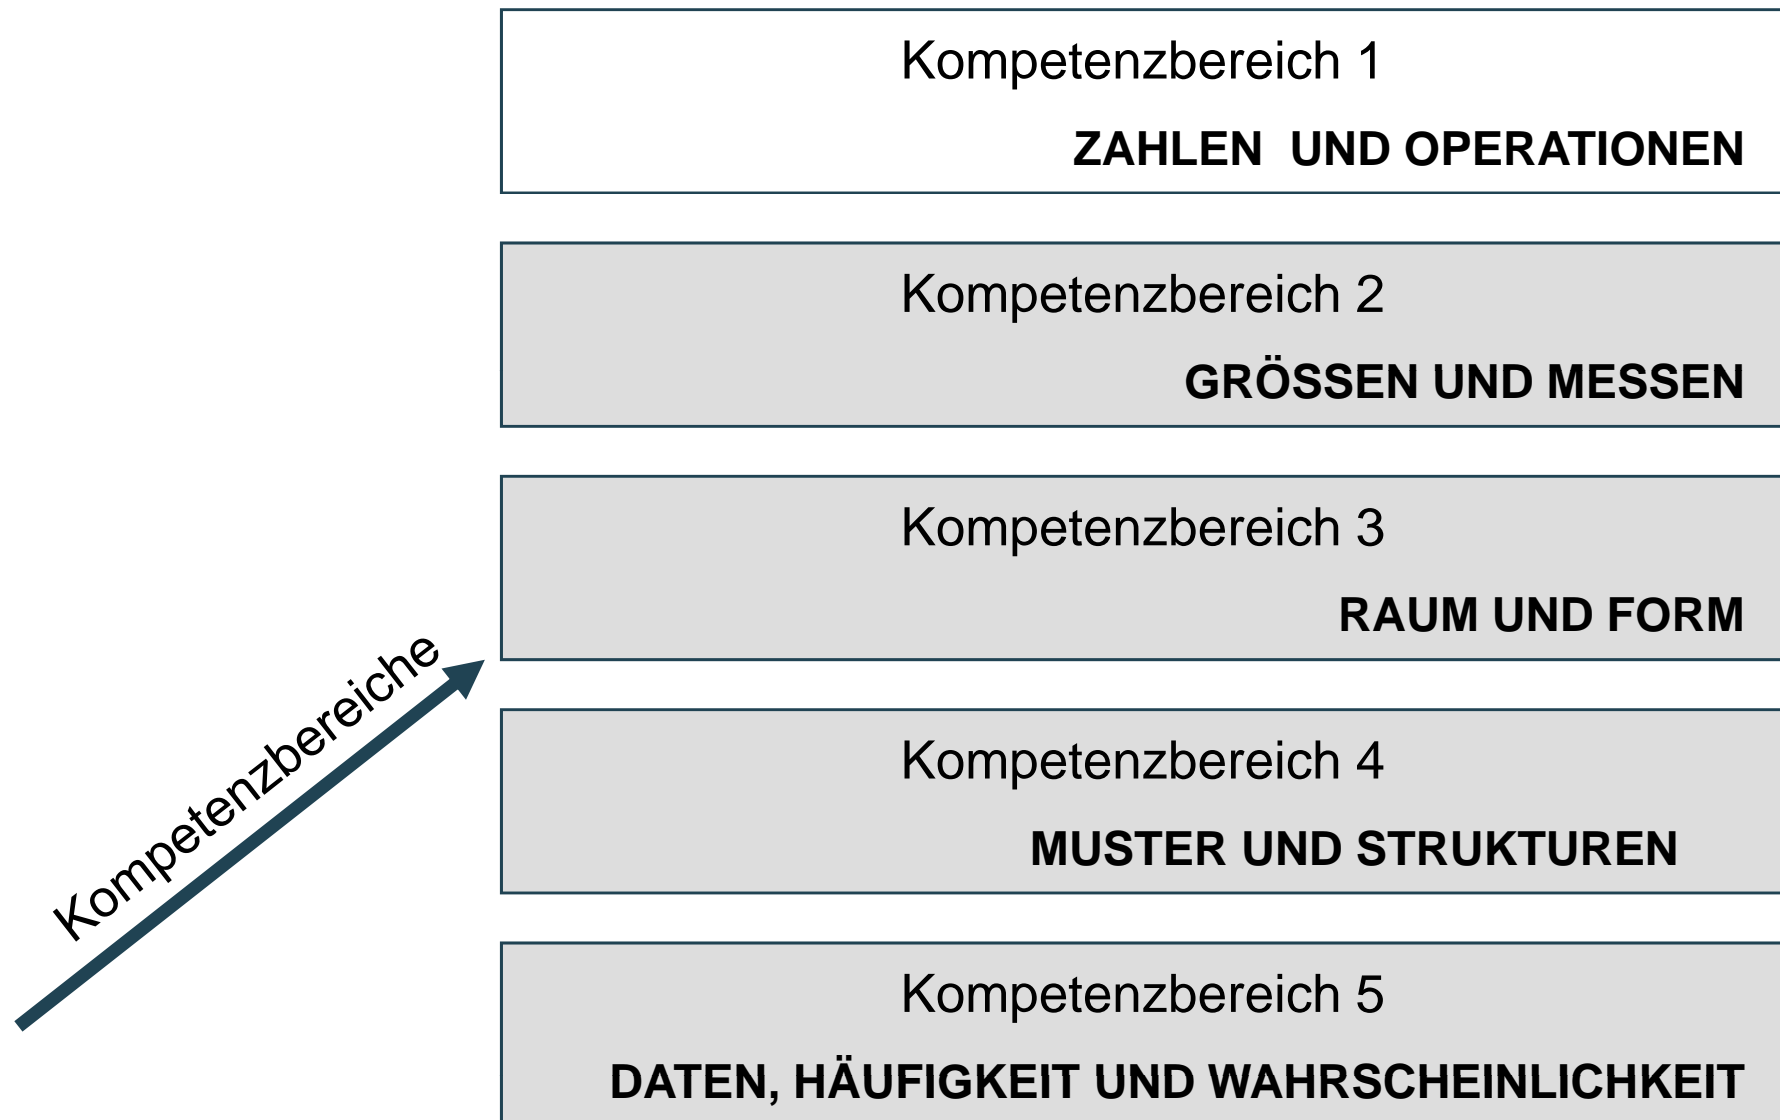 Kompetenzbereich 1
ZAHLEN  UND OPERATIONEN
Kompetenzbereich 2
GRÖSSEN UND MESSEN
Kompetenzbereich 3
RAUM UND FORM
Kompetenzbereiche
Kompetenzbereich 4
MUSTER UND STRUKTUREN
Kompetenzbereich 5
DATEN, HÄUFIGKEIT UND WAHRSCHEINLICHKEIT